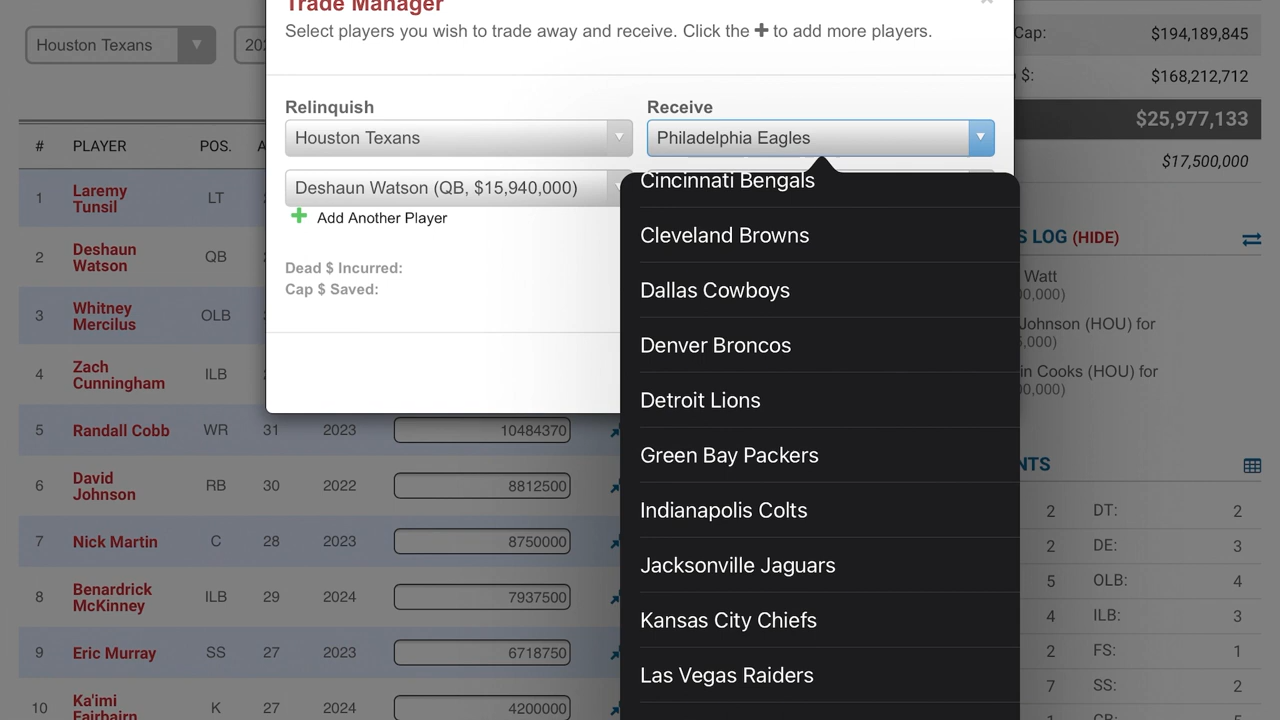 Trade Manager
Select players you wish to trade away and receive. Click the + to add more players.
Houston Texans
Relinquish
Receive
Houston Texans
Philadelphia Eagles
Deshaun Watson (QB, $15,940,000)
Add Another Player
Dead $ Incurred:
Cap $ Saved:
Cincinnati Bengals
Cleveland Browns
Dallas Cowboys
Denver Broncos
Detroit Lions
Green Bay Packers
Indianapolis Colts
Jacksonville Jaguars
Kansas City Chiefs
Las Vegas Raiders
# PLAYER POS.
1 Laremy Tunsil LT
2 Deshaun Watson QB
3 Whitney Mercilus OLB
4 Zach Cunningham ILB
5 Randall Cobb WR 31 2023 10484370
6 David Johnson RB 30 2022 8812500
7 Nick Martin C 28 2023 8750000
8 Benardrick McKinney ILB 29 2024 7937500
9 Eric Murray SS 27 2023 6718750
10 Ka'imi Fairbairn K 27 2024 4200000
Cap: $194,189,845
$: $168,212,712
$25,977,133
$17,500,000
LOG (HIDE)
Watt
Johnson (HOU) for
Cooks (HOU) for
2 DT: 2
2 DE: 3
5 OLB: 4
4 ILB: 3
2 FS: 1
7 SS: 2